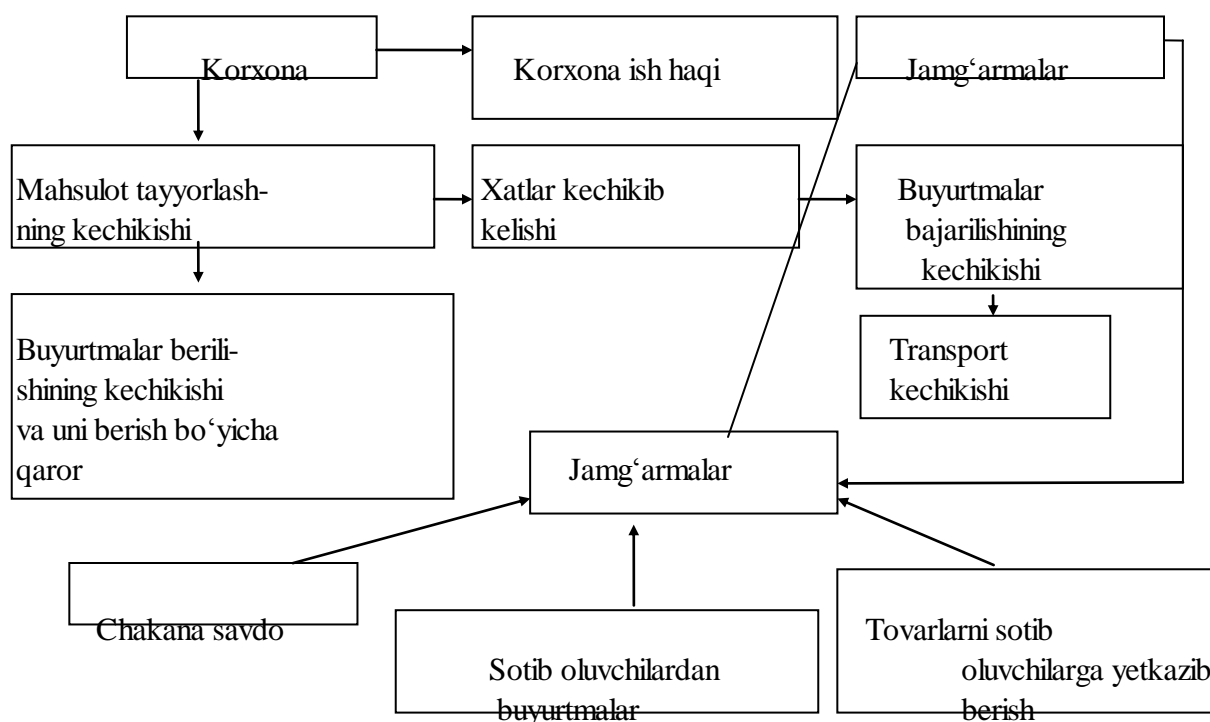 Korxona
Korxona ish haqi
Jamg‘armalar
Mahsulot tayyorlash-
ning kechikishi
Xatlar kechikib
kelishi
Buyurtmalar
bajarilishining
kechikishi
Buyurtmalar berili-
shining kechikishi
va uni berish bo‘yicha
qaror
Transport
kechikishi
Jamg‘armalar
Chakana savdo
Sotib oluvchilardan
buyurtmalar
Tovarlarni sotib
oluvchilarga yetkazib
berish